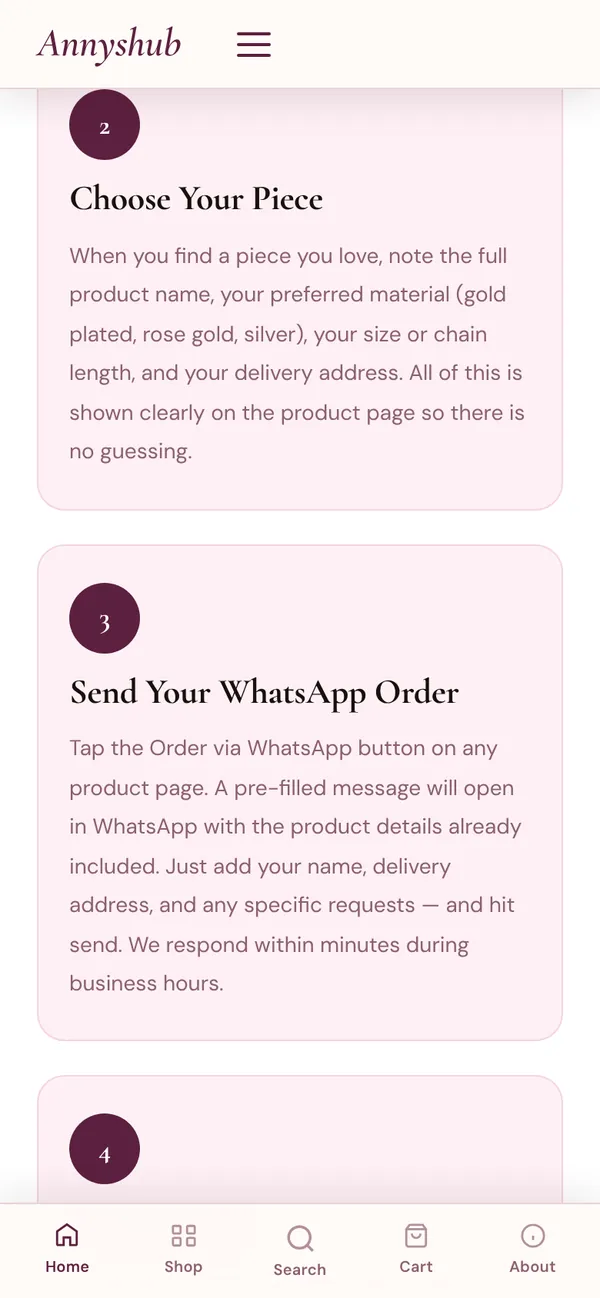 Annyshub
2
Choose Your Piece
When you find a piece you love, note the full
product name, your preferred material (gold
plated, rose gold, silver), your size or chain
length, and your delivery address. All of this is
shown clearly on the product page so there is
no guessing.
3
Send Your WhatsApp Order
Tap the Order via WhatsApp button on any
product page. A pre-filled message will open
in WhatsApp with the product details already
included. Just add your name, delivery
address, and any specific requests — and hit
send. We respond within minutes during
business hours.
4
Home Shop Search Cart About